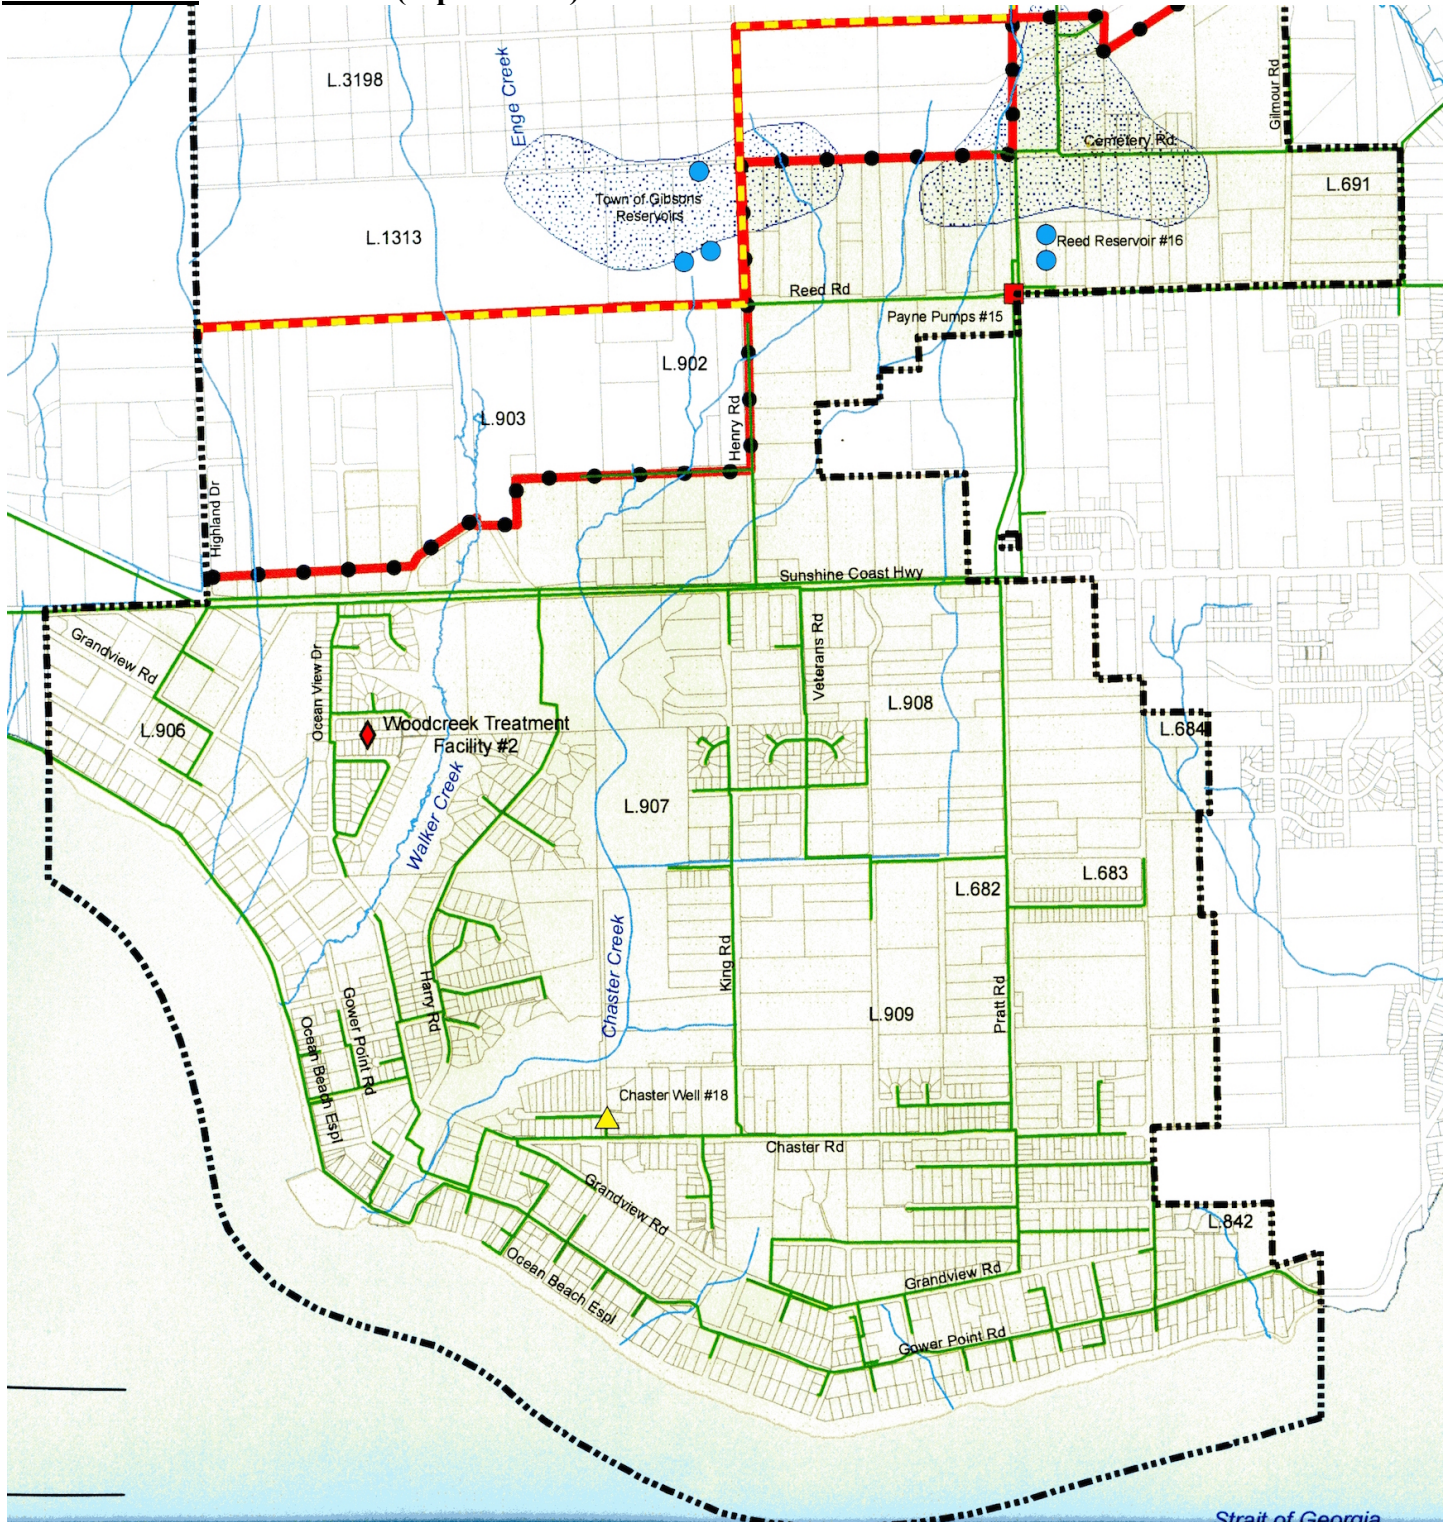 L.3198
Enge Creek
Gilmour Rd
Cemetery Rd.
L.691
Town of Gibsons
Reservoirs
L.1313
Reed Reservoir #16
Reed Rd
Payne Pumps #15
L.902
Henry Rd
L.903
Highland Dr
Sunshine Coast Hwy
Grandview Rd
Ocean View Dr
Veterans Rd
L.906
L.908
L.684
Woodcreek Treatment
Facility #2
L.907
Walker Creek
L.682
L.683
Chaster Creek
King Rd
Harry Rd
Pratt Rd
Gower Point Rd
L.909
Ocean Beach Espl
Chaster Well #18
Chaster Rd
Grandview Rd
L.842
Ocean Beach Espl
Grandview Rd
Gower Point Rd
Strait of Georgia